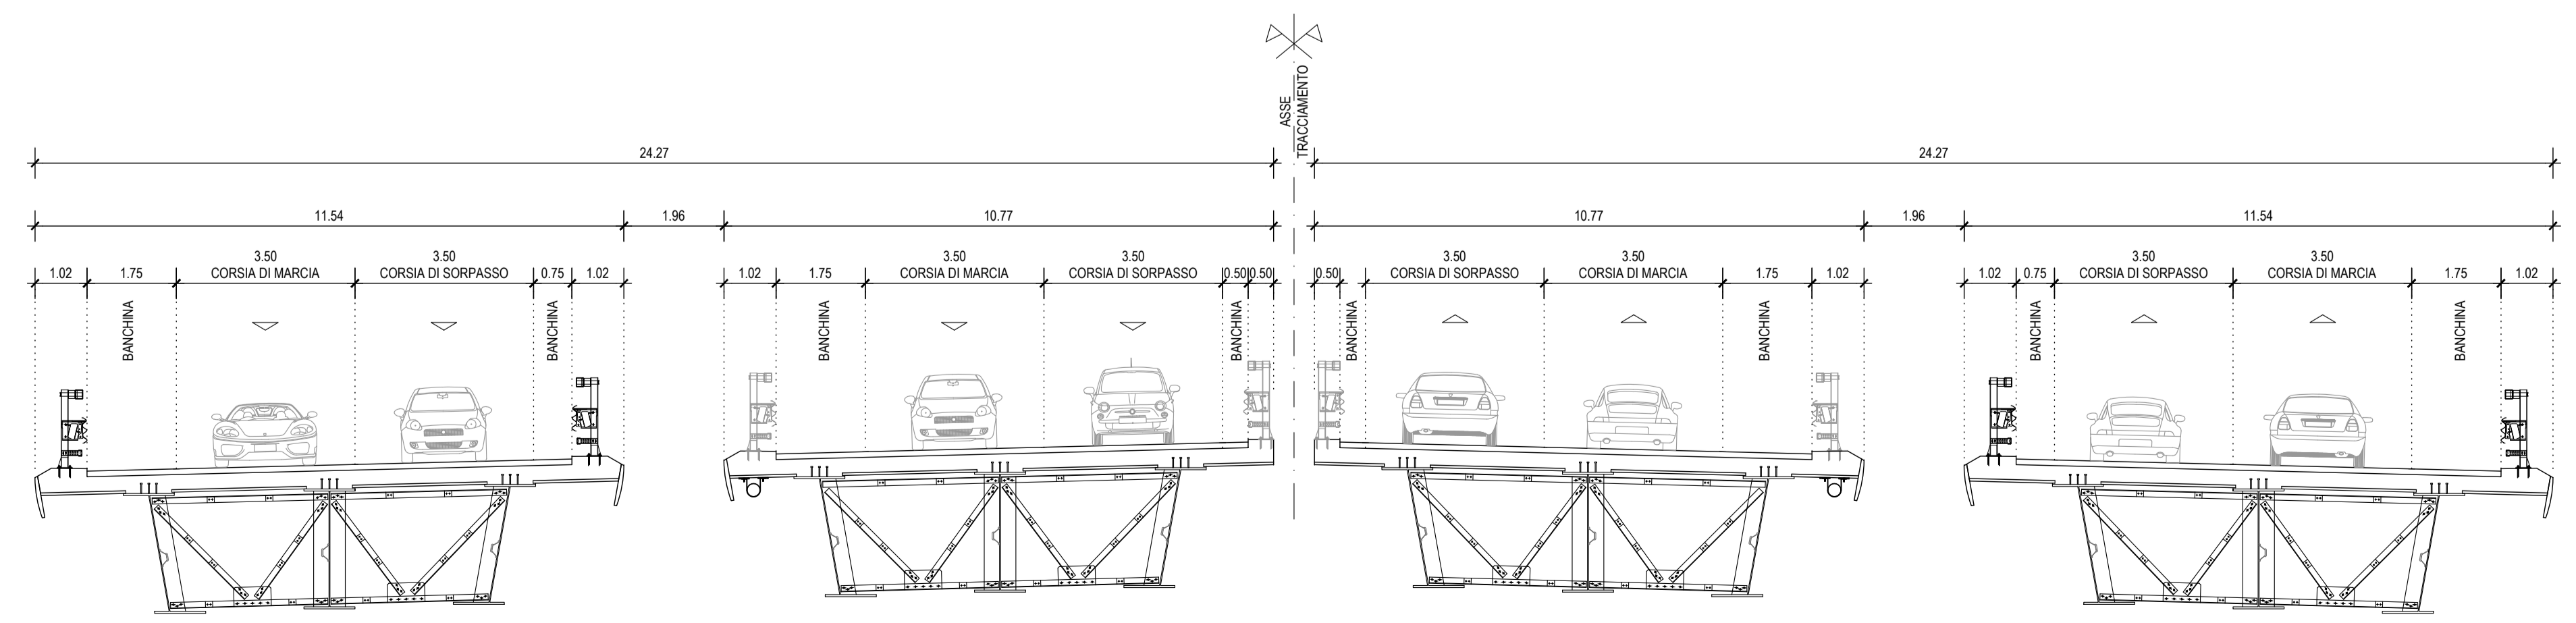 ASSE
TRACCIAMENTO
24.27 24.27
11.54 1.96 10.77 10.77 1.96 11.54
3.50 3.50 3.50 3.50 3.50 3.50 3.50 3.50
1.02 1.75 CORSIA DI MARCIA CORSIA DI SORPASSO 0.75 1.02 1.02 1.75 CORSIA DI MARCIA CORSIA DI SORPASSO 0.50 0.50 0.50 CORSIA DI SORPASSO CORSIA DI MARCIA 1.75 1.02 1.02 0.75 CORSIA DI SORPASSO CORSIA DI MARCIA 1.75 1.02
BANCHINA BANCHINA BANCHINA BANCHINA BANCHINA BANCHINA BANCHINA BANCHINA